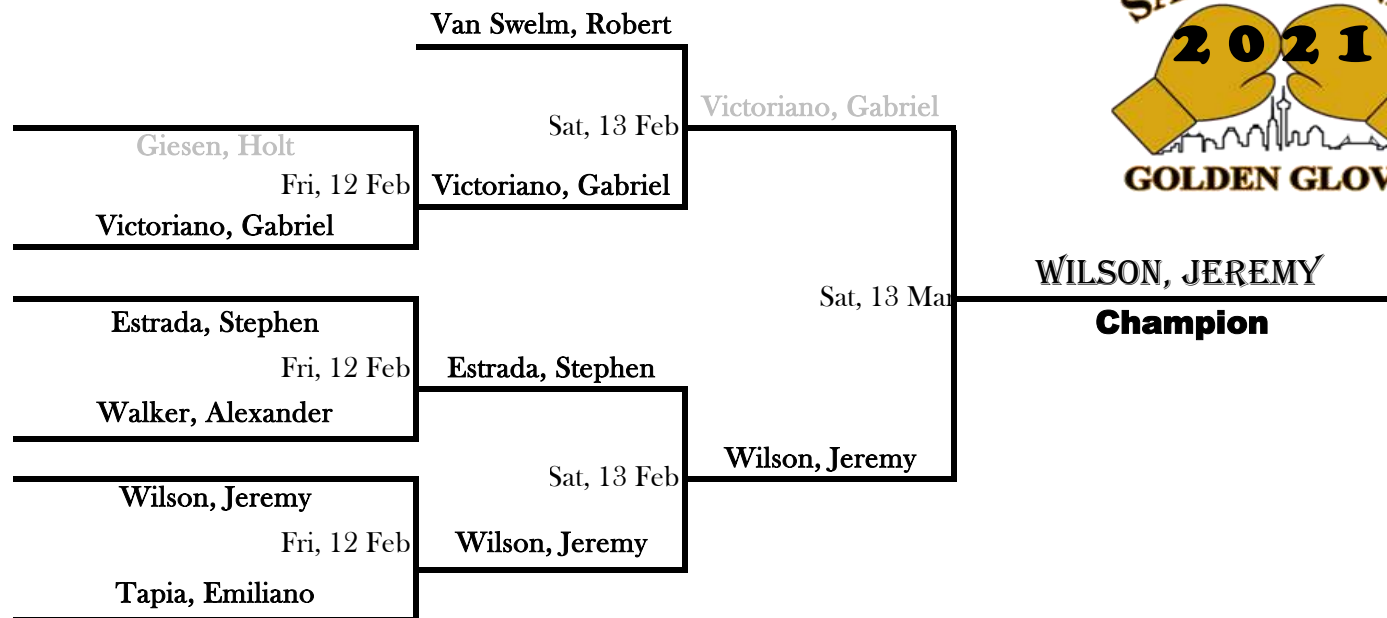 Van Swelm, Robert
2021
Victoriano, Gabriel
Sat, 13 Feb
Giesen, Holt
GOLDEN
Fri, 12 Feb
Victoriano, Gabriel
Victoriano, Gabriel
WILSON, JEREMY
Sat, 13 Mar
Champion
Estrada, Stephen
Fri, 12 Feb
Estrada, Stephen
Walker, Alexander
Wilson, Jeremy
Sat, 13 Feb
Wilson, Jeremy
Fri, 12 Feb
Wilson, Jeremy
Tapia, Emiliano